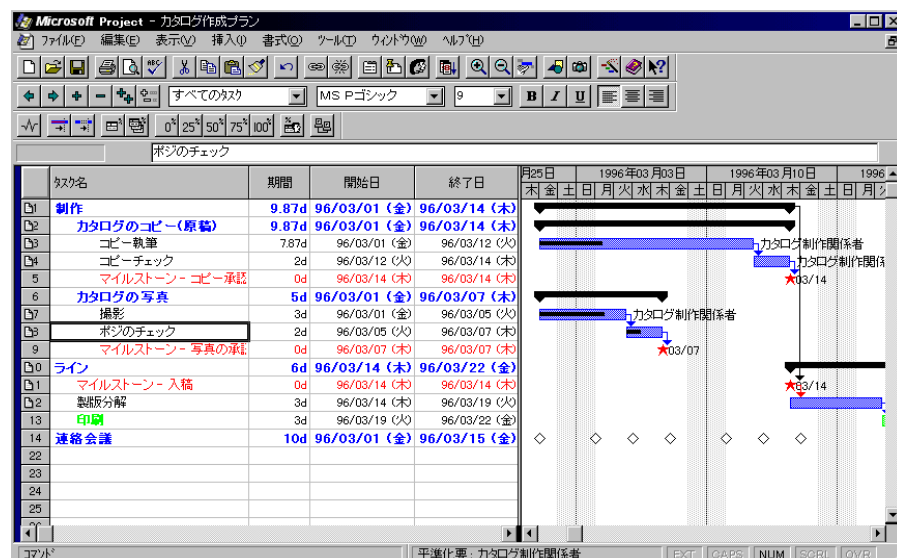 Microsoft Project - カタログ作成プラン
ファイル(F) 編集(E) 表示(V) 挿入(I) 書式(O) ツール(T) ウィンドウ(W) ヘルプ(H)
すべてのタスク MS Pゴシック 9 B I U
0% 25% 50% 75% 100%
ポジのチェック
タスク名 期間 開始日 終了日 月25日 1996年03月03日 1996年03月10日 1996
木 金 土 日 月 火 水 木 金 土 日 月 火 水 木 金 土 日 月
1 制作 9.87d 96/03/01 (金) 96/03/14 (木)
2 カタログのコピー(原稿) 9.87d 96/03/01 (金) 96/03/14 (木)
3 コピー執筆 7.87d 96/03/01 (金) 96/03/12 (火) カタログ制作関係者
4 コピーチェック 2d 96/03/12 (火) 96/03/14 (木) カタログ制作関係
5 マイルストーン - コピー承認 0d 96/03/14 (木) 96/03/14 (木) 03/14
6 カタログの写真 5d 96/03/01 (金) 96/03/07 (木)
7 撮影 3d 96/03/01 (金) 96/03/05 (火) カタログ制作関係者
8 ポジのチェック 2d 96/03/05 (火) 96/03/07 (木)
9 マイルストーン - 写真の承認 0d 96/03/07 (木) 96/03/07 (木) 03/07
0 ライン 6d 96/03/14 (木) 96/03/22 (金)
1 マイルストーン - 入稿 0d 96/03/14 (木) 96/03/14 (木) 03/14
2 製版分解 3d 96/03/14 (木) 96/03/19 (火)
13 印刷 3d 96/03/19 (火) 96/03/22 (金)
14 連絡会議 10d 96/03/01 (金) 96/03/15 (金)
22
23
24
25
コマンド 平準化要 : カタログ制作関係者 EXT CAPS NUM SCRL OVR